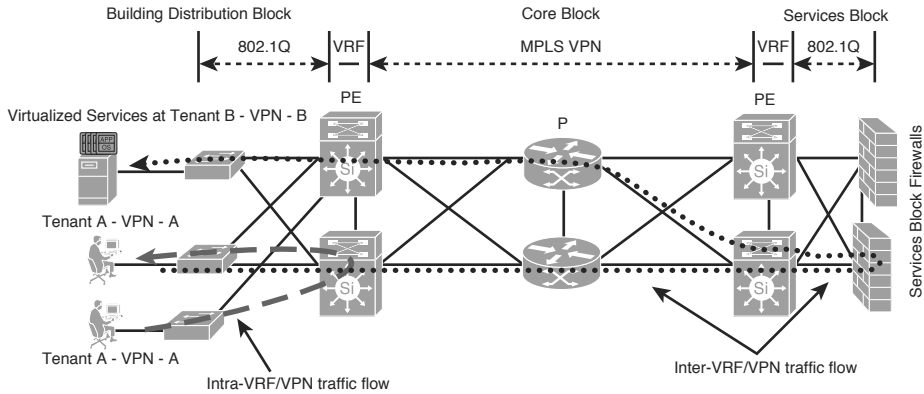 Building Distribution Block
Core Block
Services Block
802.1Q
VRF
MPLS VPN
VRF
802.1Q
PE
P
PE
Virtualized Services at Tenant B - VPN - B
APP
OS
Si
Si
Tenant A - VPN - A
Si
Si
Services Block Firewalls
Tenant A - VPN - A
Intra-VRF/VPN traffic flow
Inter-VRF/VPN traffic flow